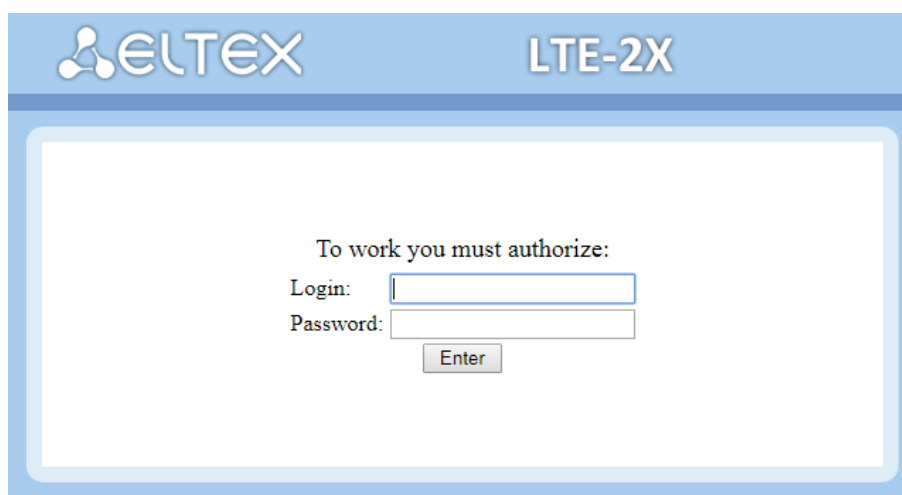 ELTEX LTE-2X
To work you must authorize:
Login:
Password:
Enter